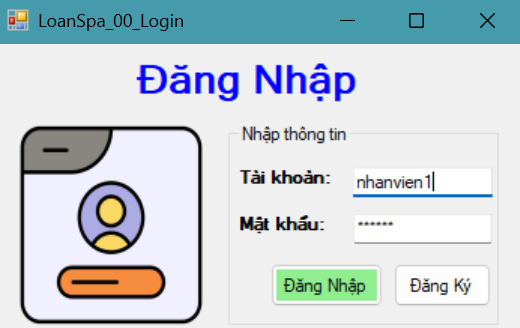 LoanSpa_00_Login
Đăng Nhập
Nhập thông tin
Tài khoản: nhanvien1
Mật khẩu: ******
Đăng Nhập Đăng Ký